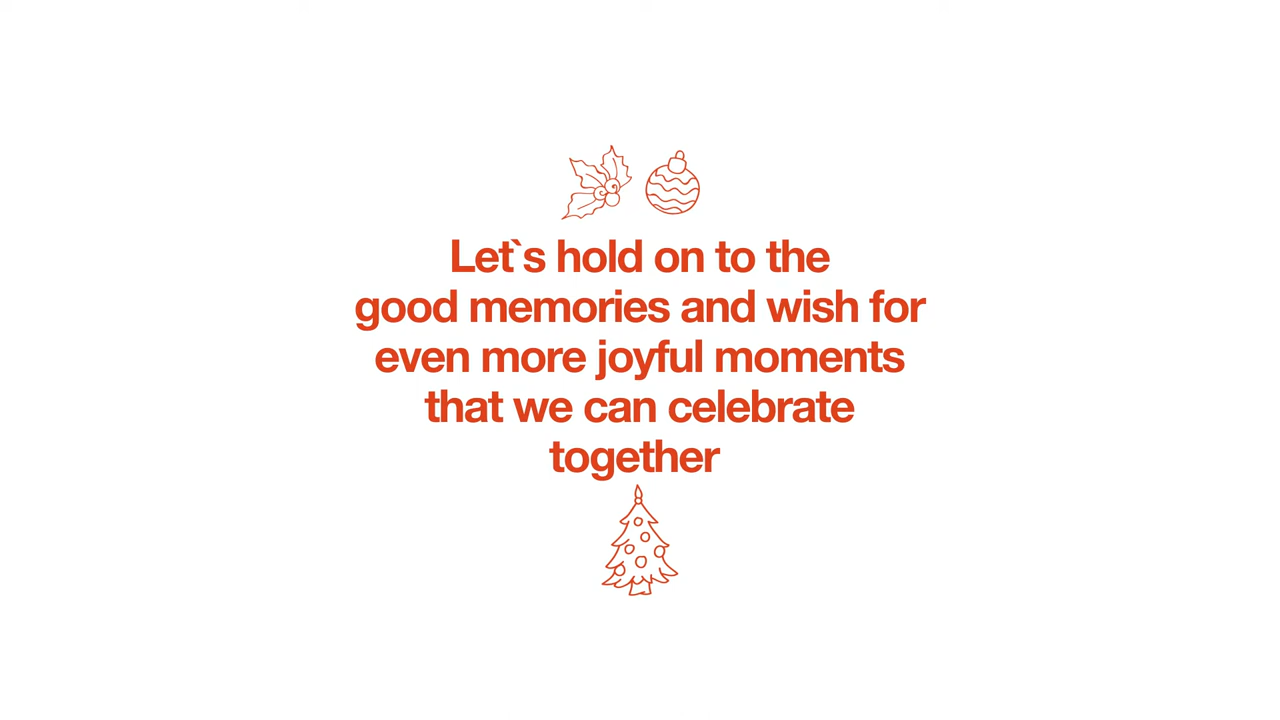 Let`s hold on to the
good memories and wish for
even more joyful moments
that we can celebrate
together